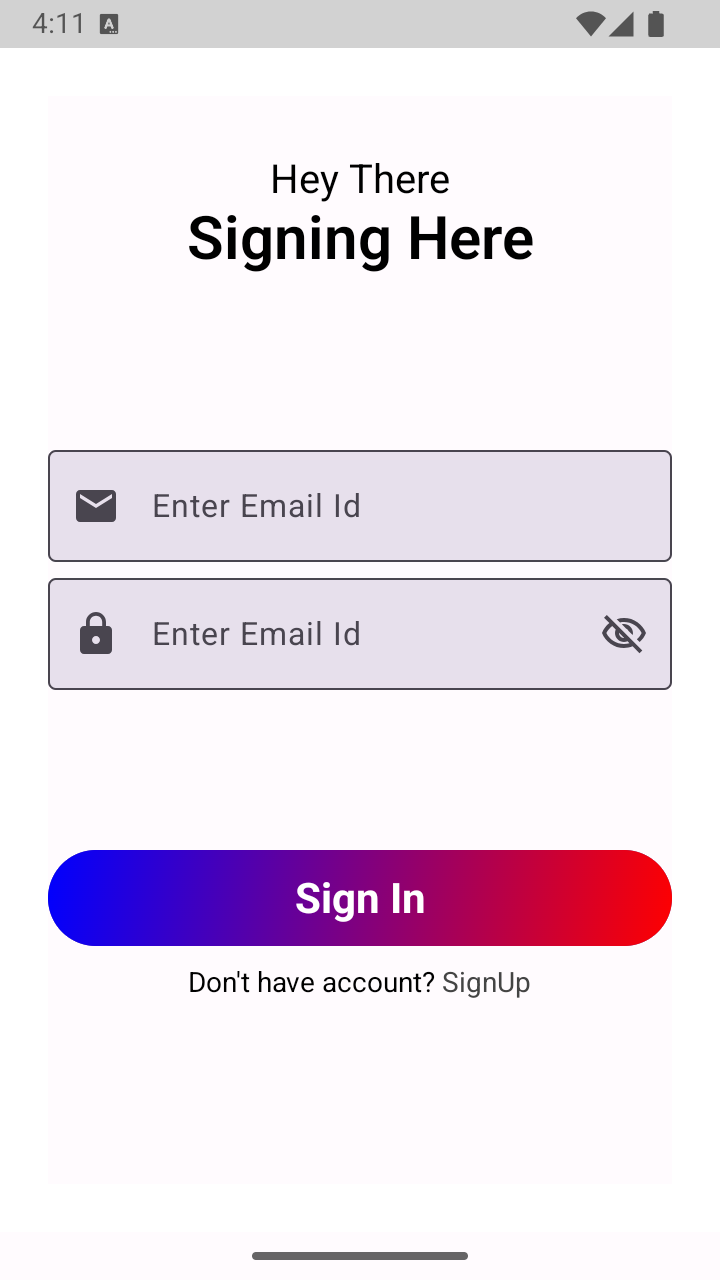 4:11
Hey There
Signing Here
Enter Email Id
Enter Email Id
Sign In
Don't have account? SignUp